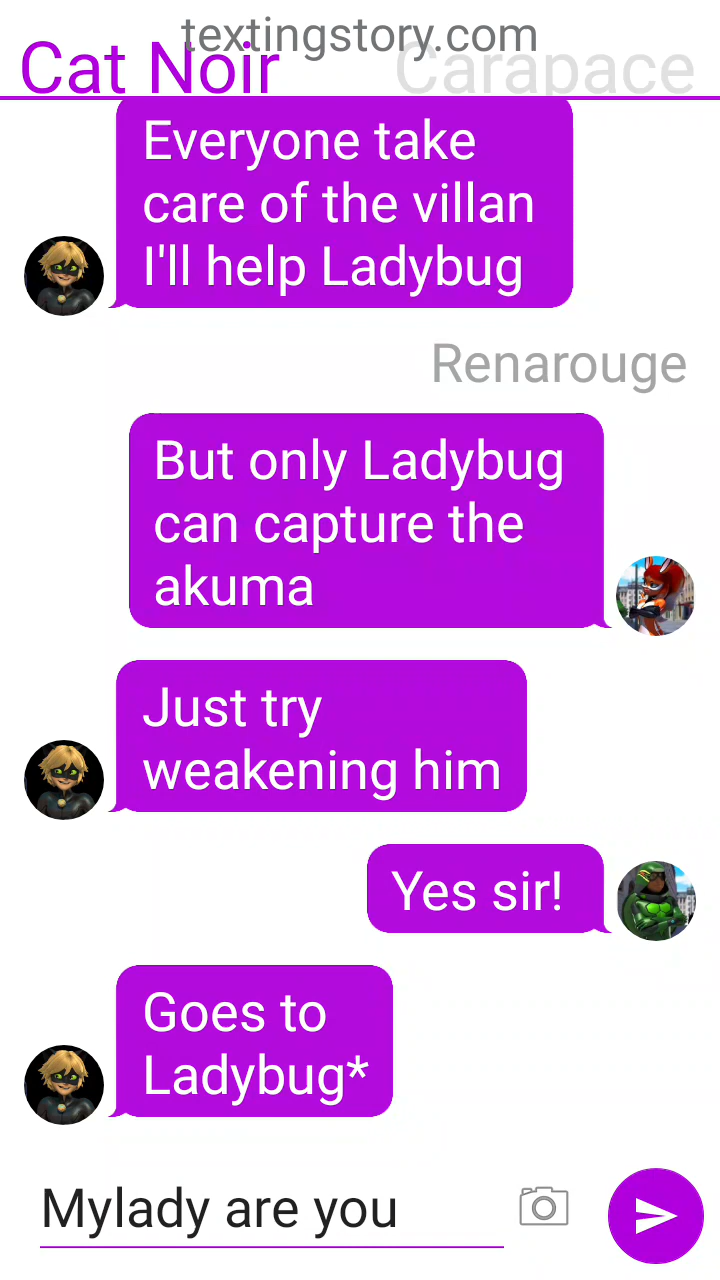 textingstory.com
Cat Noir Carapace
Everyone take
care of the villan
I'll help Ladybug
Renarouge
But only Ladybug
can capture the
akuma
Just try
weakening him
Yes sir!
Goes to
Ladybug*
Mylady are you